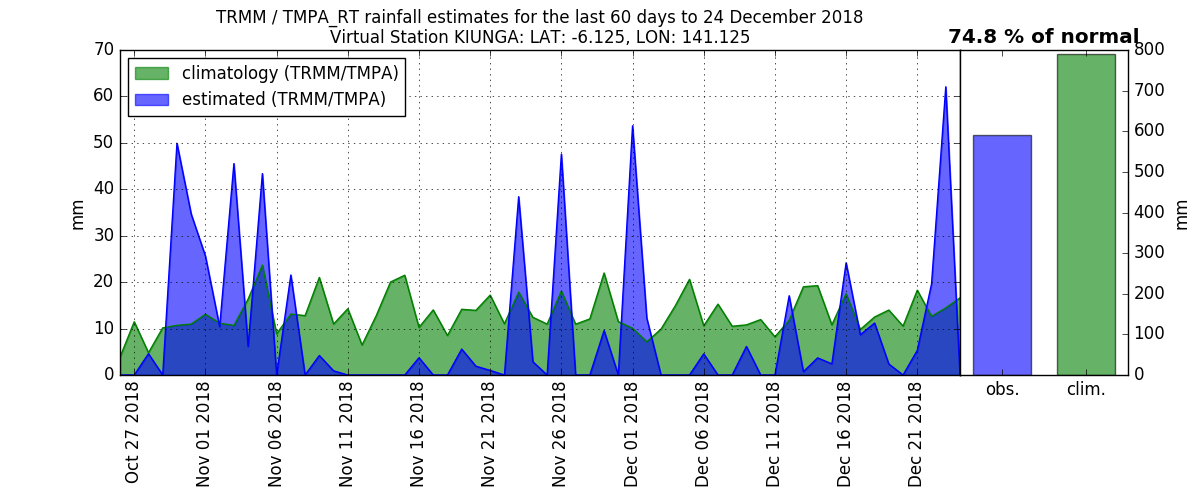 TRMM / TMPA_RT rainfall estimates for the last 60 days to 24 December 2018
Virtual Station KIUNGA: LAT: -6.125, LON: 141.125
74.8 % of normal
climatology (TRMM/TMPA)
estimated (TRMM/TMPA)
mm
70
60
50
40
30
20
10
0
Oct 27 2018
Nov 01 2018
Nov 06 2018
Nov 11 2018
Nov 16 2018
Nov 21 2018
Nov 26 2018
Dec 01 2018
Dec 06 2018
Dec 11 2018
Dec 16 2018
Dec 21 2018
800
700
600
500
400
300
200
100
0
mm
obs.
clim.